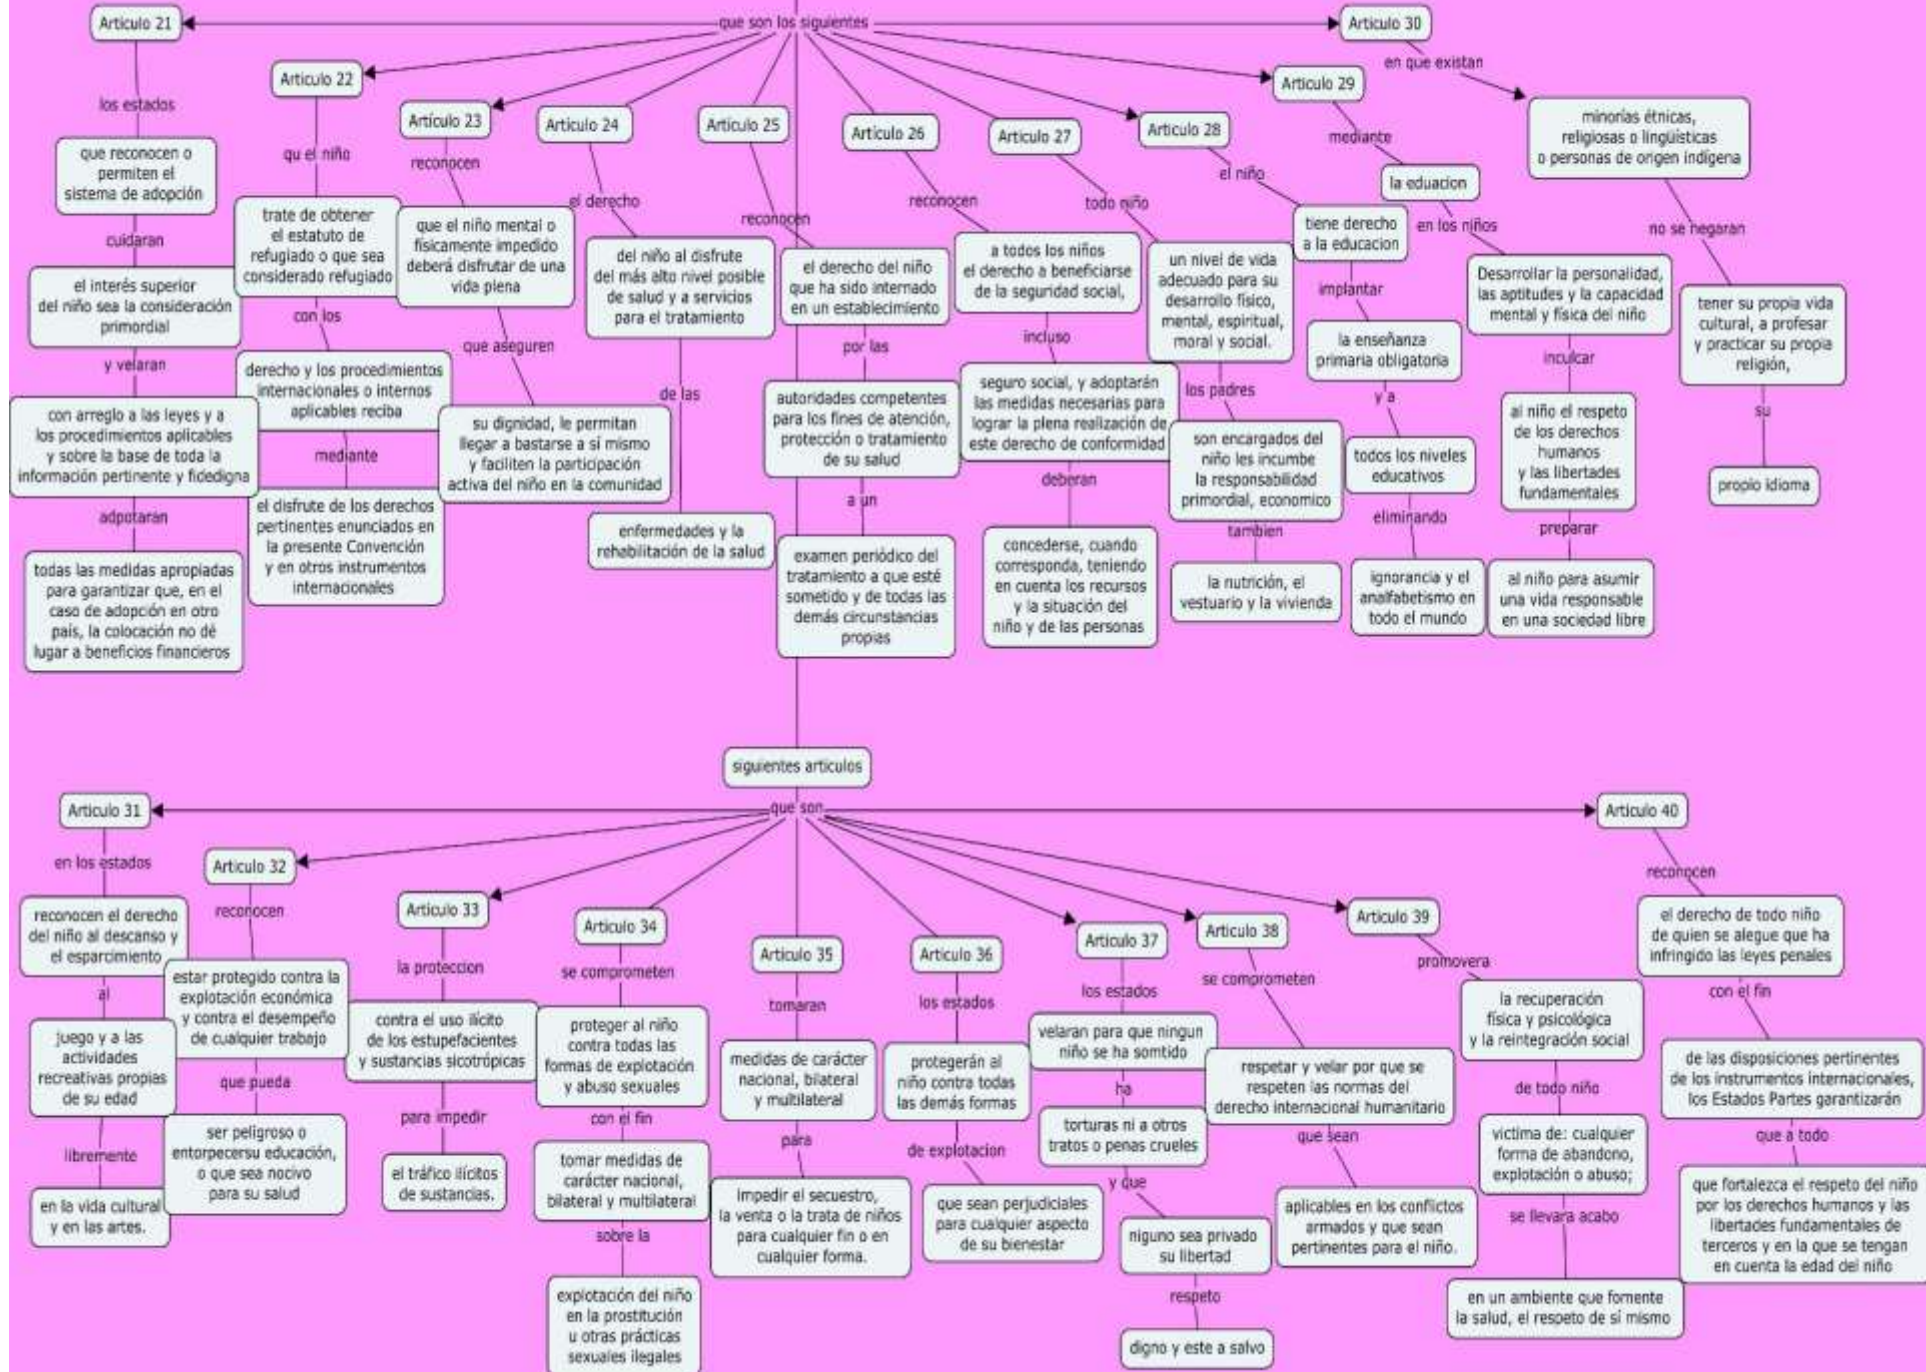 que son los siguientes
Articulo 21
los estados
que reconocen o
permiten el
sistema de adopción
cuidaran
el interés superior
del niño sea la consideración
primordial
y velaran
con arreglo a las leyes y a
los procedimientos aplicables
y sobre la base de toda la
información pertinente y fidedigna
adpotaran
todas las medidas apropiadas
para garantizar que, en el
caso de adopción en otro
país, la colocación no dé
lugar a beneficios financieros
Articulo 22
qu el niño
trate de obtener
el estatuto de
refugiado o que sea
considerado refugiado
con los
derecho y los procedimientos
internacionales o internos
aplicables reciba
mediante
el disfrute de los derechos
pertinentes enunciados en
la presente Convención
y en otros instrumentos
internacionales
Artículo 23
reconocen
que el niño mental o
físicamente impedido
deberá disfrutar de una
vida plena
que aseguren
su dignidad, le permitan
llegar a bastarse a sí mismo
y faciliten la participación
activa del niño en la comunidad
Articulo 24
el derecho
del niño al disfrute
del más alto nivel posible
de salud y a servicios
para el tratamiento
de las
enfermedades y la
rehabilitación de la salud
Articulo 25
reconocen
el derecho del niño
que ha sido internado
en un establecimiento
por las
autoridades competentes
para los fines de atención,
protección o tratamiento
de su salud
a un
examen periódico del
tratamiento a que esté
sometido y de todas las
demás circunstancias
propias
Artículo 26
reconocen
a todos los niños
el derecho a beneficiarse
de la seguridad social,
incluso
seguro social, y adoptarán
las medidas necesarias para
lograr la plena realización de
este derecho de conformidad
deberan
concederse, cuando
corresponda, teniendo
en cuenta los recursos
y la situación del
niño y de las personas
Articulo 27
todo niño
un nivel de vida
adecuado para su
desarrollo físico,
mental, espiritual,
moral y social.
los padres
son encargados del
niño les incumbe
la responsabilidad
primordial, economico
tambien
la nutrición, el
vestuario y la vivienda
Articulo 28
el niño
tiene derecho
a la educacion
implantar
la enseñanza
primaria obligatoria
y a
todos los niveles
educativos
eliminando
ignorancia y el
analfabetismo en
todo el mundo
Articulo 29
mediante
la eduacion
en los niños
Desarrollar la personalidad,
las aptitudes y la capacidad
mental y física del niño
inculcar
al niño el respeto
de los derechos
humanos
y las libertades
fundamentales
preparar
al niño para asumir
una vida responsable
en una sociedad libre
Articulo 30
en que existan
minorías étnicas,
religiosas o lingüísticas
o personas de origen indígena
no se negaran
tener su propia vida
cultural, a profesar
y practicar su propia
religión,
su
propio idioma
siguientes articulos
que son
Articulo 31
en los estados
reconocen el derecho
del niño al descanso y
el esparcimiento
al
juego y a las
actividades
recreativas propias
de su edad
libremente
en la vida cultural
y en las artes.
Articulo 32
reconocen
estar protegido contra la
explotación económica
y contra el desempeño
de cualquier trabajo
que pueda
ser peligroso o
entorpecersu educación,
o que sea nocivo
para su salud
Articulo 33
la proteccion
contra el uso ilícito
de los estupefacientes
y sustancias sicotrópicas
para impedir
el tráfico ilícitos
de sustancias.
Articulo 34
se comprometen
proteger al niño
contra todas las
formas de explotación
y abuso sexuales
con el fin
tomar medidas de
carácter nacional,
bilateral y multilateral
sobre la
explotación del niño
en la prostitución
u otras prácticas
sexuales ilegales
Articulo 35
tomaran
medidas de carácter
nacional, bilateral
y multilateral
para
impedir el secuestro,
la venta o la trata de niños
para cualquier fin o en
cualquier forma.
Articulo 36
los estados
protegerán al
niño contra todas
las demás formas
de explotacion
que sean perjudiciales
para cualquier aspecto
de su bienestar
Articulo 37
los estados
velaran para que ningun
niño se ha somtido
ha
torturas ni a otros
tratos o penas crueles
y que
niguno sea privado
su libertad
respeto
digno y este a salvo
Articulo 38
se comprometen
respetar y velar por que se
respeten las normas del
derecho internacional humanitario
que sean
aplicables en los conflictos
armados y que sean
pertinentes para el niño.
Articulo 39
promovera
la recuperación
física y psicológica
y la reintegración social
de todo niño
victima de: cualquier
forma de abandono,
explotación o abuso;
se llevara acabo
en un ambiente que fomente
la salud, el respeto de sí mismo
Articulo 40
reconocen
el derecho de todo niño
de quien se alegue que ha
infringido las leyes penales
con el fin
de las disposiciones pertinentes
de los instrumentos internacionales,
los Estados Partes garantizarán
que a todo
que fortalezca el respeto del niño
por los derechos humanos y las
libertades fundamentales de
terceros y en la que se tengan
en cuenta la edad del niño